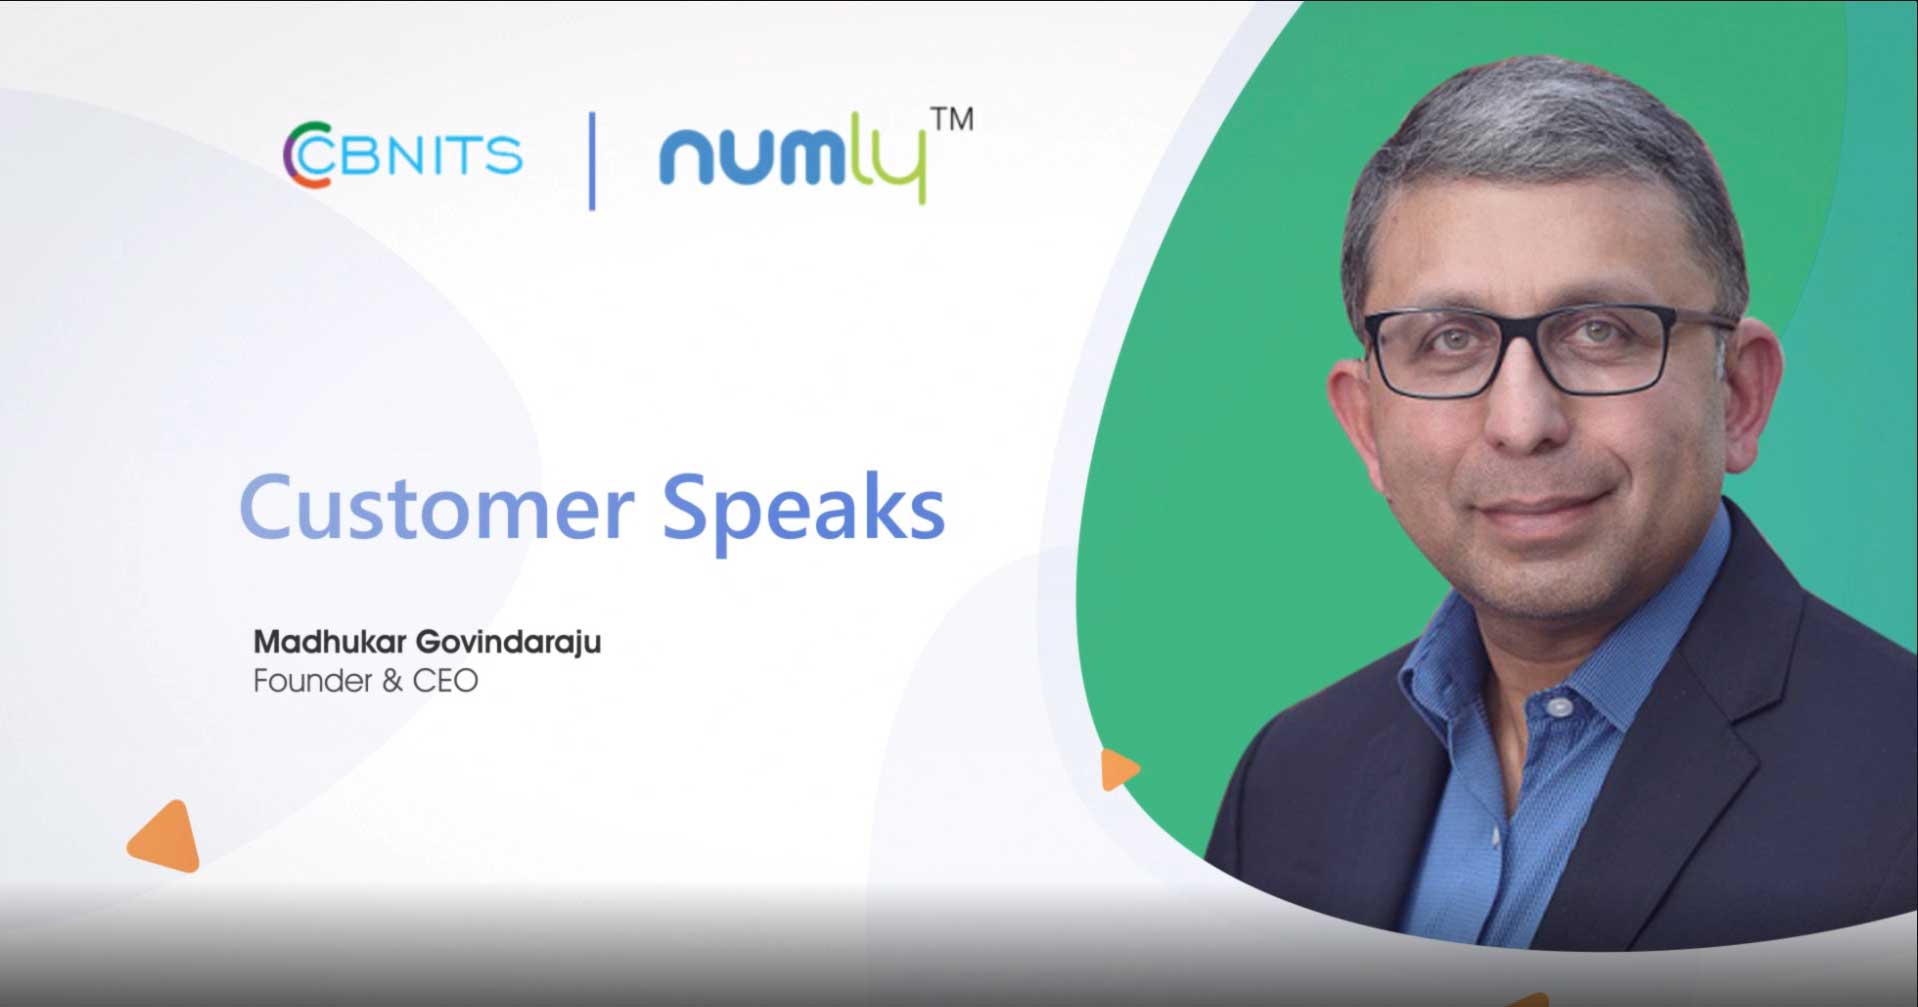 CBNITS
numly™
Customer Speaks
Madhukar Govindaraju
Founder & CEO